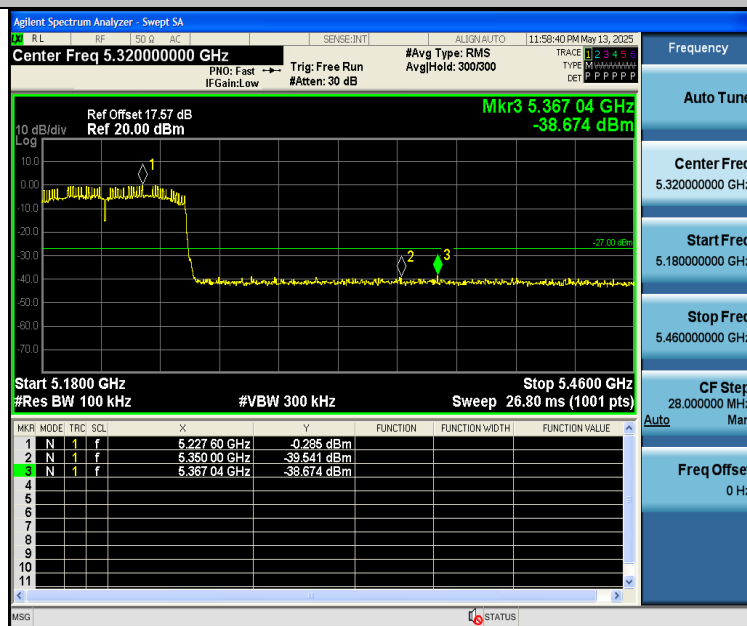 Agilent Spectrum Analyzer - Swept SA
LXI RL RF 50 Ω AC SENSE:INT ALIGN AUTO 11:58:40 PM May 13, 2025
Center Freq 5.320000000 GHz
PNO: Fast
IFGain:Low
Trig: Free Run
#Atten: 30 dB
#Avg Type: RMS
Avg|Hold: 300/300
TRACE 1 2 3 4 5 6
TYPE M
DET P P P P P P
Frequency
Auto Tune
Center Freq
5.320000000 GHz
Start Freq
5.180000000 GHz
Stop Freq
5.460000000 GHz
CF Step
28.000000 MHz
Auto Man
Freq Offset
0 Hz
Mkr3 5.367 04 GHz
-38.674 dBm
Ref Offset 17.57 dB
10 dB/div Ref 20.00 dBm
Log
10.0
0.00
-10.0
-20.0
-30.0
-40.0
-50.0
-60.0
-70.0
1
2
3
-27.00 dBm
Start 5.1800 GHz Stop 5.4600 GHz
#Res BW 100 kHz #VBW 300 kHz Sweep 26.80 ms (1001 pts)
MKR MODE TRC SCL X Y FUNCTION FUNCTION WIDTH FUNCTION VALUE
1 N 1 f 5.227 60 GHz -0.285 dBm
2 N 1 f 5.350 00 GHz -39.541 dBm
3 N 1 f 5.367 04 GHz -38.674 dBm
4
5
6
7
8
9
10
11
MSG STATUS